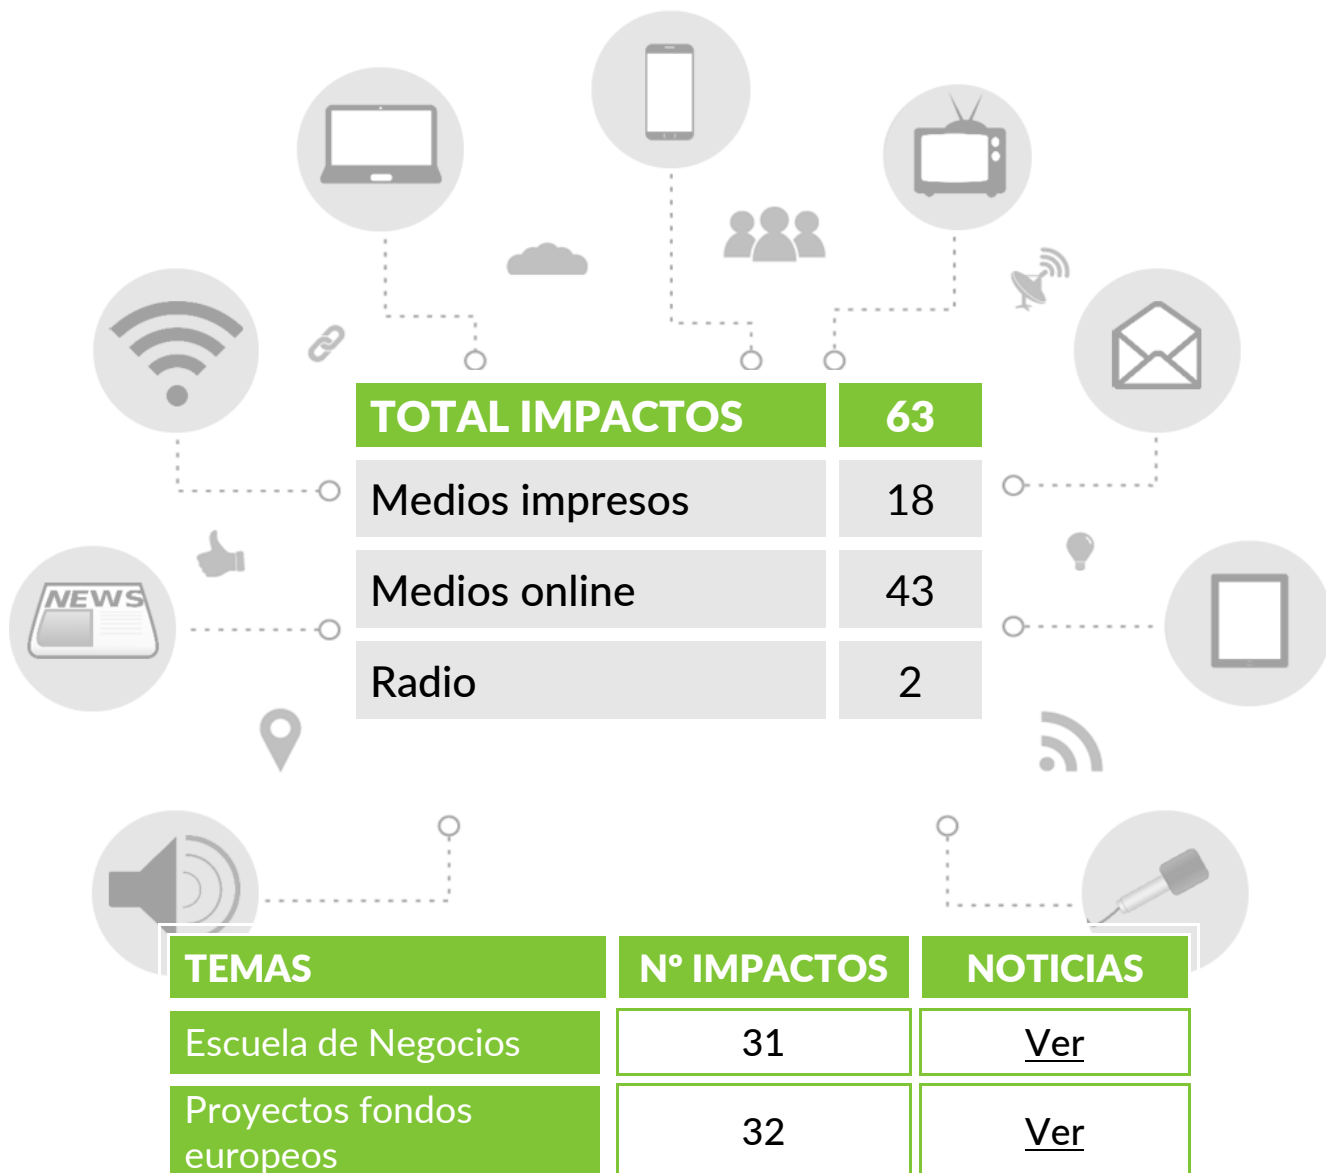 NEWS
TOTAL IMPACTOS 63
Medios impresos 18
Medios online 43
Radio 2
TEMAS Nº IMPACTOS NOTICIAS
Escuela de Negocios 31 Ver
Proyectos fondos
europeos 32 Ver